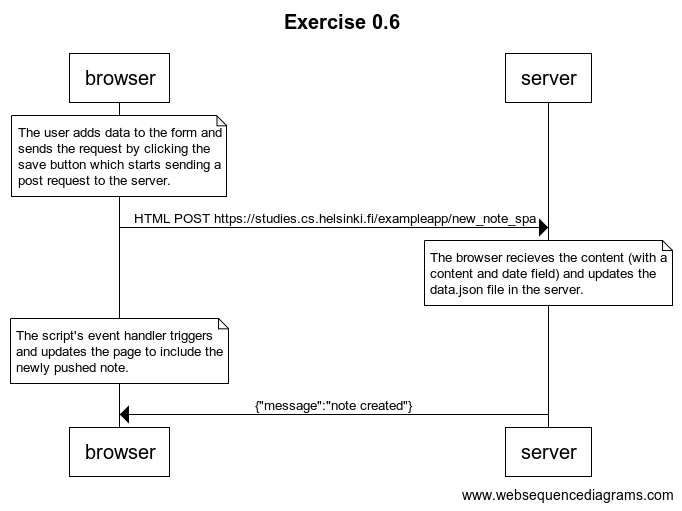 Exercise 0.6
browser
server
The user adds data to the form and
sends the request by clicking the
save button which starts sending a
post request to the server.
HTML POST https://studies.cs.helsinki.fi/exampleapp/new_note_spa
The browser recieves the content (with a
content and date field) and updates the
data.json file in the server.
The script's event handler triggers
and updates the page to include the
newly pushed note.
{"message":"note created"}
browser
server
www.websequencediagrams.com